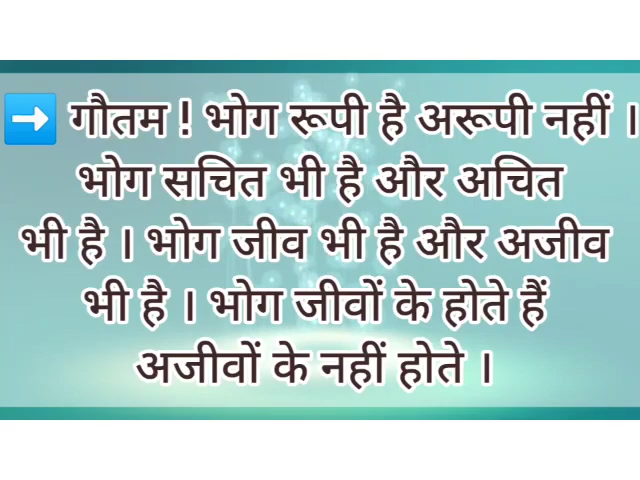 ➡ गौतम ! भोग रूपी है अरूपी नहीं ।
भोग सचित भी है और अचित
भी है । भोग जीव भी है और अजीव
भी है । भोग जीवों के होते हैं
अजीवों के नहीं होते ।